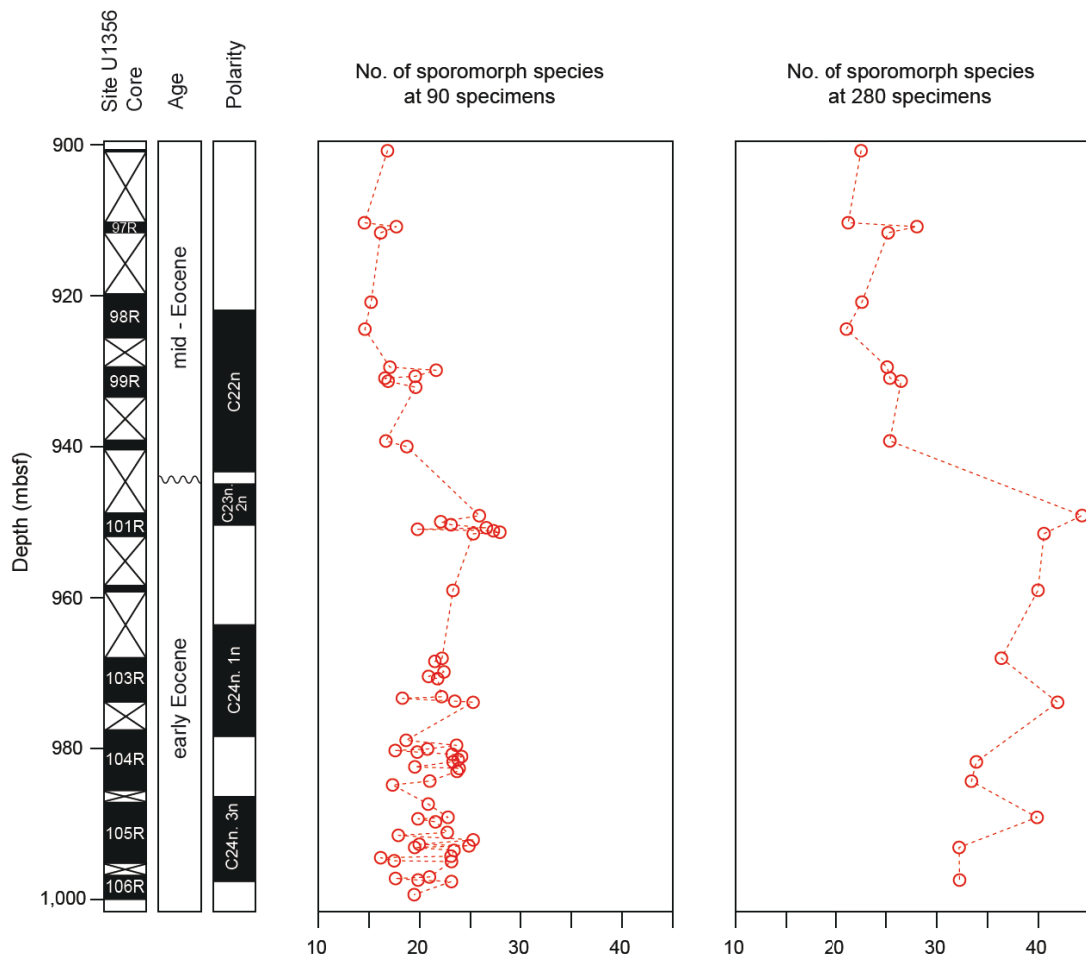 Site U1356
Core
Age
Polarity
No. of sporomorph species
at 90 specimens
No. of sporomorph species
at 280 specimens
Depth (mbsf)
900
920
940
960
980
1,000
97R
98R
99R
101R
103R
104R
105R
106R
mid - Eocene
early Eocene
C22n
C23n.
2n
C24n. 1n
C24n. 3n
10
20
30
40
10
20
30
40